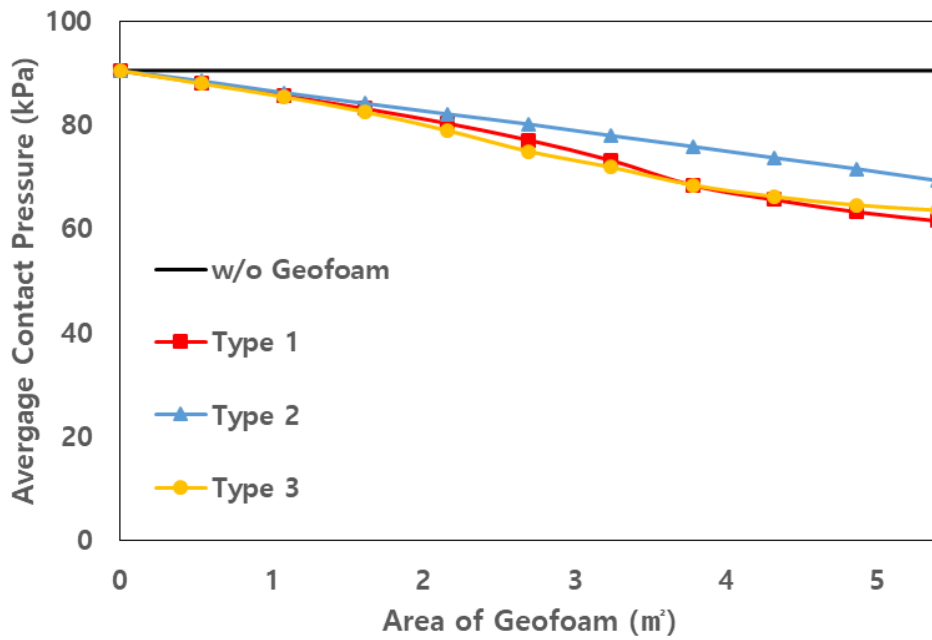 100
80
60
40
20
0
Avergage Contact Pressure (kPa)
w/o Geofoam
Type 1
Type 2
Type 3
0 1 2 3 4 5
Area of Geofoam (㎡)